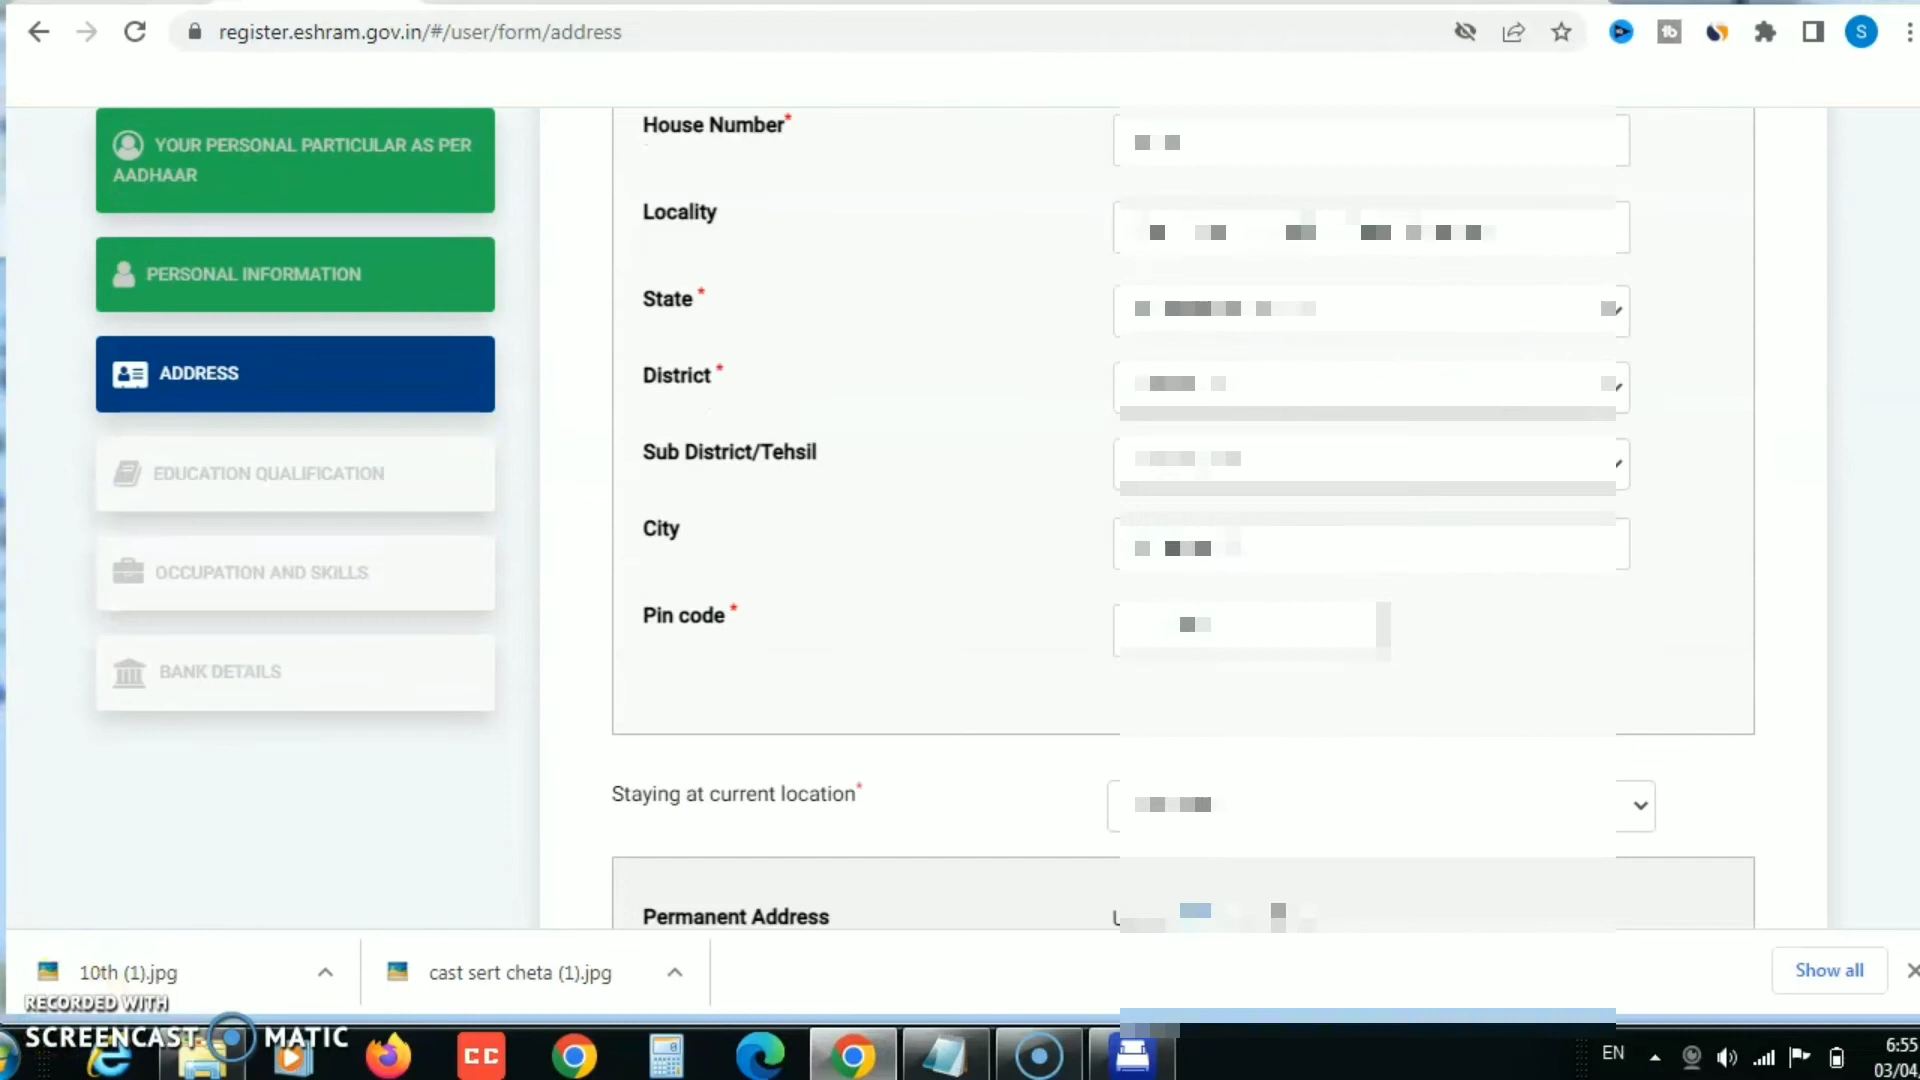 register.eshram.gov.in/#/user/form/address
S
YOUR PERSONAL PARTICULAR AS PER
AADHAAR
PERSONAL INFORMATION
ADDRESS
EDUCATION QUALIFICATION
OCCUPATION AND SKILLS
BANK DETAILS
House Number*
Locality
State *
District *
Sub District/Tehsil
City
Pin code *
Staying at current location*
Permanent Address
10th (1).jpg
cast sert cheta (1).jpg
Show all
RECORDED WITH
SCREENCAST MATIC
CC
EN
6:55
03/04